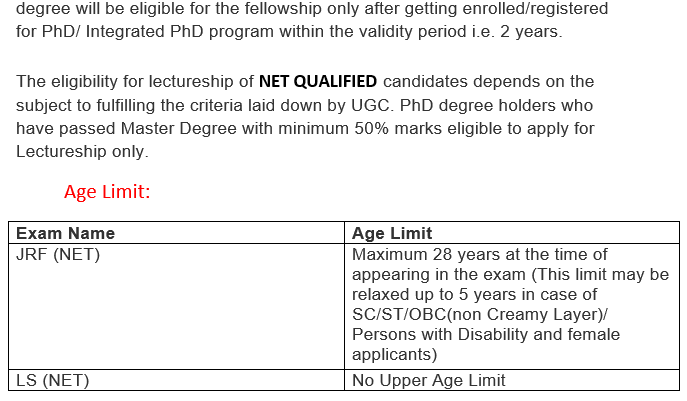 degree will be eligible for the fellowship only after getting enrolled/registered
for PhD/ Integrated PhD program within the validity period i.e. 2 years.
The eligibility for lectureship of NET QUALIFIED candidates depends on the
subject to fulfilling the criteria laid down by UGC. PhD degree holders who
have passed Master Degree with minimum 50% marks eligible to apply for
Lectureship only.
Age Limit:
Exam Name
Age Limit
JRF (NET)
Maximum 28 years at the time of
appearing in the exam (This limit may be
relaxed up to 5 years in case of
SC/ST/OBC(non Creamy Layer)/
Persons with Disability and female
applicants)
LS (NET)
No Upper Age Limit